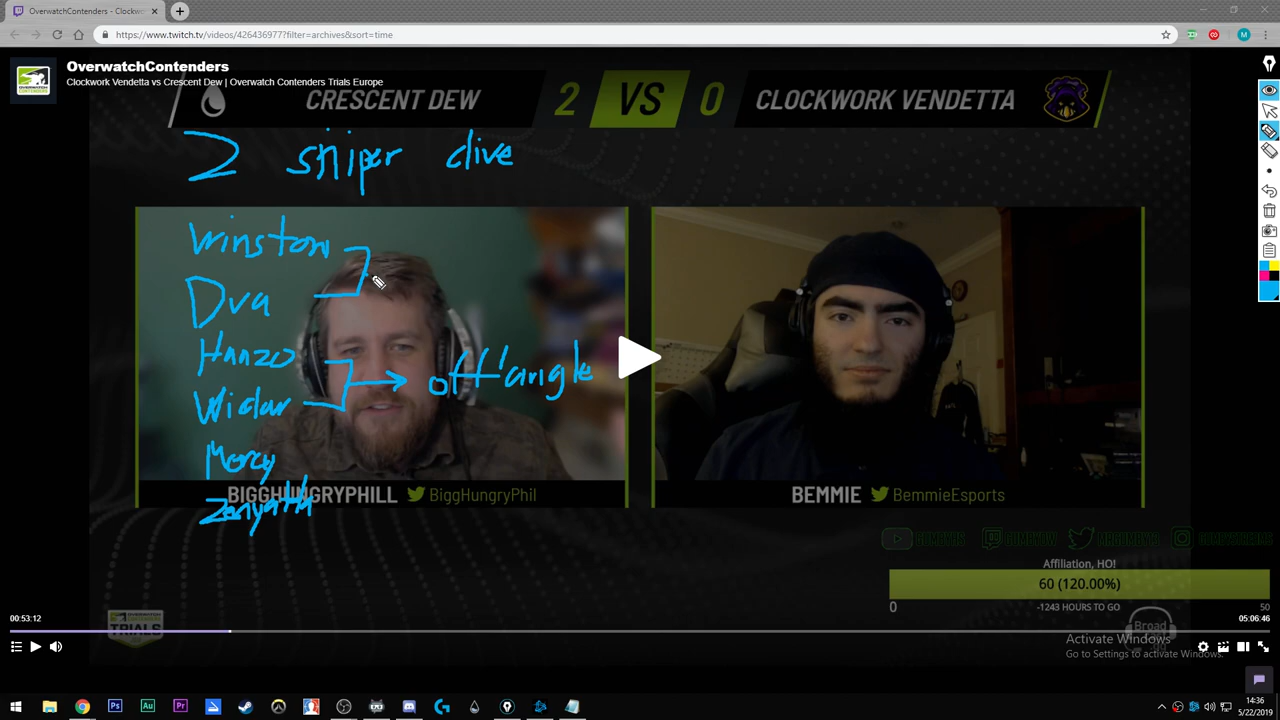 OverwatchContenders - Clockwo
https://www.twitch.tv/videos/426436977?filter=archives&sort=time
OverwatchContenders
Clockwork Vendetta vs Crescent Dew | Overwatch Contenders Trials Europe
CRESCENT DEW 2 VS 0 CLOCKWORK VENDETTA
2 sniper dive
Winston
Dva
Hanzo
off angle
Widow
Mercy
Zenyatta
BIGGHUNGRYPHILL BiggHungryPhil
BEMMIE BemmieEsports
Affiliation, HO!
60 (120.00%)
0 -1243 HOURS TO GO 50
TRIALS
Broad
00:53:12
05:06:46
Activate Windows
Go to Settings to activate Windows.
14:36
5/22/2019